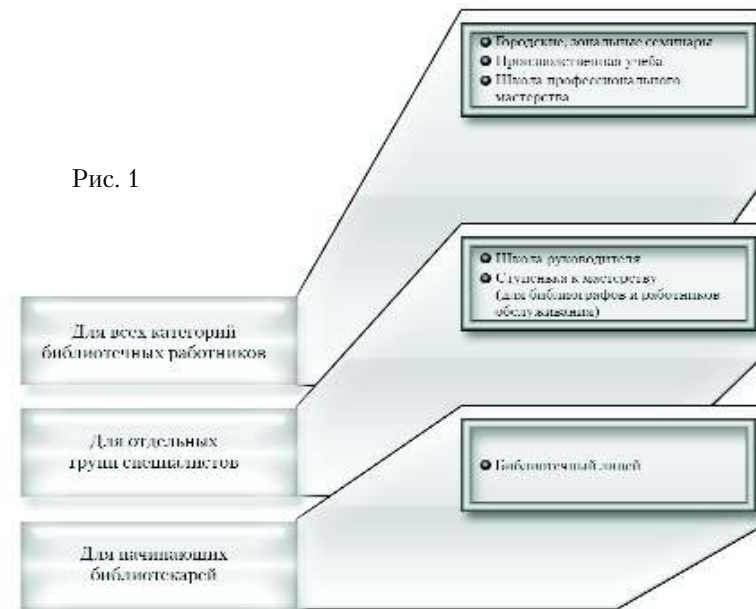 Городские, зональные семинары
Производственная учеба
Школа профессионального
мастерства
Рис. 1
Школа руководителя
Ступенька к мастерству
(для библиографов и работников
обслуживания)
Для всех категорий
библиотечных работников
Для отдельных
групп специалистов
Библиотечный лицей
Для начинающих
библиотекарей